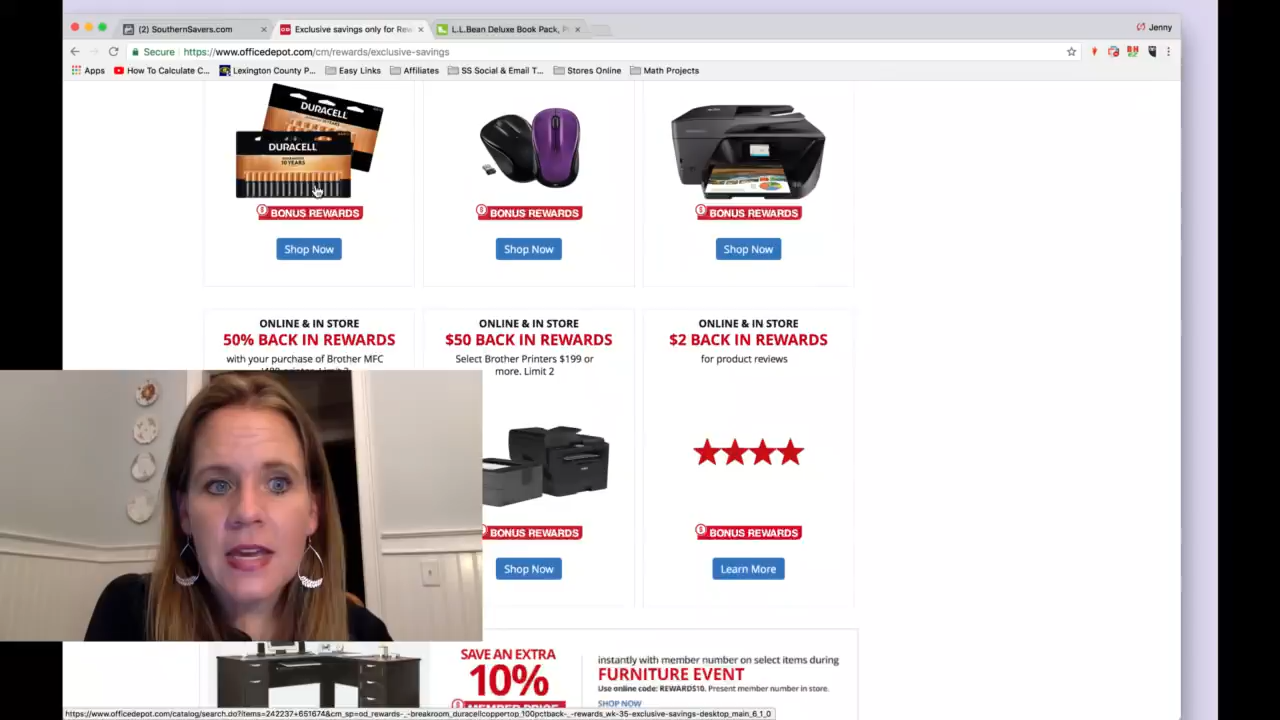 (2) SouthernSavers.com
Exclusive savings only for Rew
L.L.Bean Deluxe Book Pack, Pl
Jenny
Secure
https://www.officedepot.com/cm/rewards/exclusive-savings
Apps
How To Calculate C...
Lexington County P...
Easy Links
Affiliates
SS Social & Email T...
Stores Online
Math Projects
DURACELL
DURACELL
10 YEARS
BONUS REWARDS
BONUS REWARDS
BONUS REWARDS
Shop Now
Shop Now
Shop Now
ONLINE & IN STORE
50% BACK IN REWARDS
with your purchase of Brother MFC
ONLINE & IN STORE
$50 BACK IN REWARDS
Select Brother Printers $199 or
more. Limit 2
BONUS REWARDS
Shop Now
ONLINE & IN STORE
$2 BACK IN REWARDS
for product reviews
BONUS REWARDS
Learn More
SAVE AN EXTRA
10%
MEMBER PRICE
instantly with member number on select items during
FURNITURE EVENT
Use online code: REWARDS10. Present member number in store.
SHOP NOW
https://www.officedepot.com/catalog/search.do?items=242237+651674&cm_sp=od_rewards-_-breakroom_duracellcoppertop_100pctback-_-rewards_wk-35-exclusive-savings-desktop_main_6_1_0